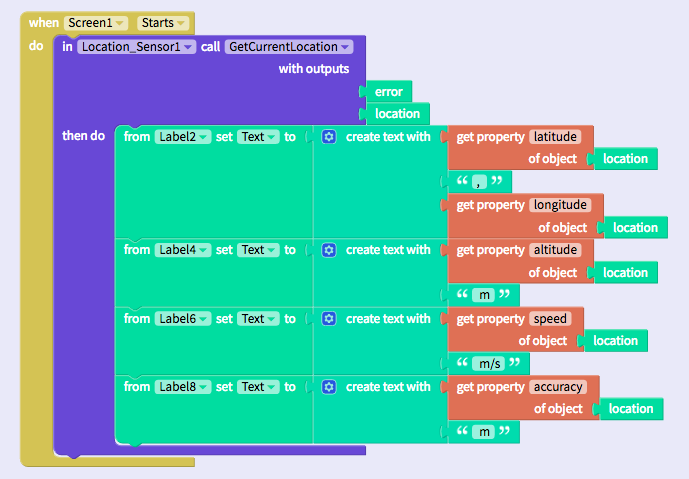 when Screen1 Starts
do in Location_Sensor1 call GetCurrentLocation
with outputs
error
location
then do from Label2 set Text to create text with get property latitude
of object location
“ , ”
get property longitude
of object location
from Label4 set Text to create text with get property altitude
of object location
“ m ”
from Label6 set Text to create text with get property speed
of object location
“ m/s ”
from Label8 set Text to create text with get property accuracy
of object location
“ m ”